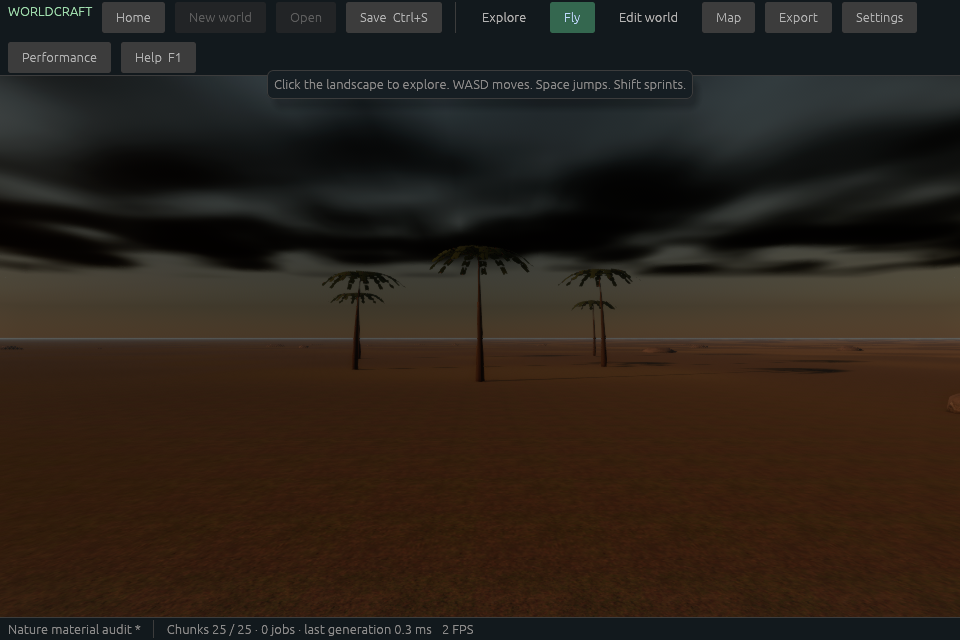 WORLDCRAFT Home New world Open Save Ctrl+S Explore Fly Edit world Map Export Settings
Performance Help F1
Click the landscape to explore. WASD moves. Space jumps. Shift sprints.
Nature material audit * Chunks 25 / 25 · 0 jobs · last generation 0.3 ms 2 FPS